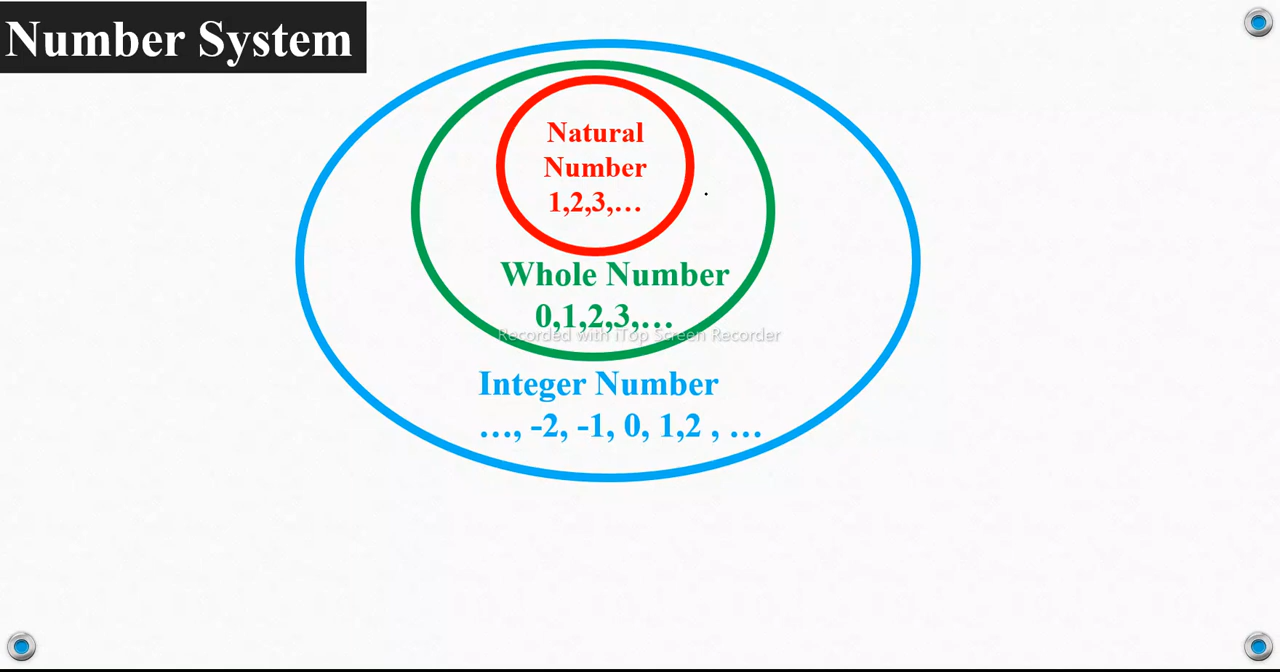 Number System
Natural
Number
1,2,3,…
Whole Number
0,1,2,3,…
Recorded with iTop Screen Recorder
Integer Number
…, -2, -1, 0, 1,2 , …